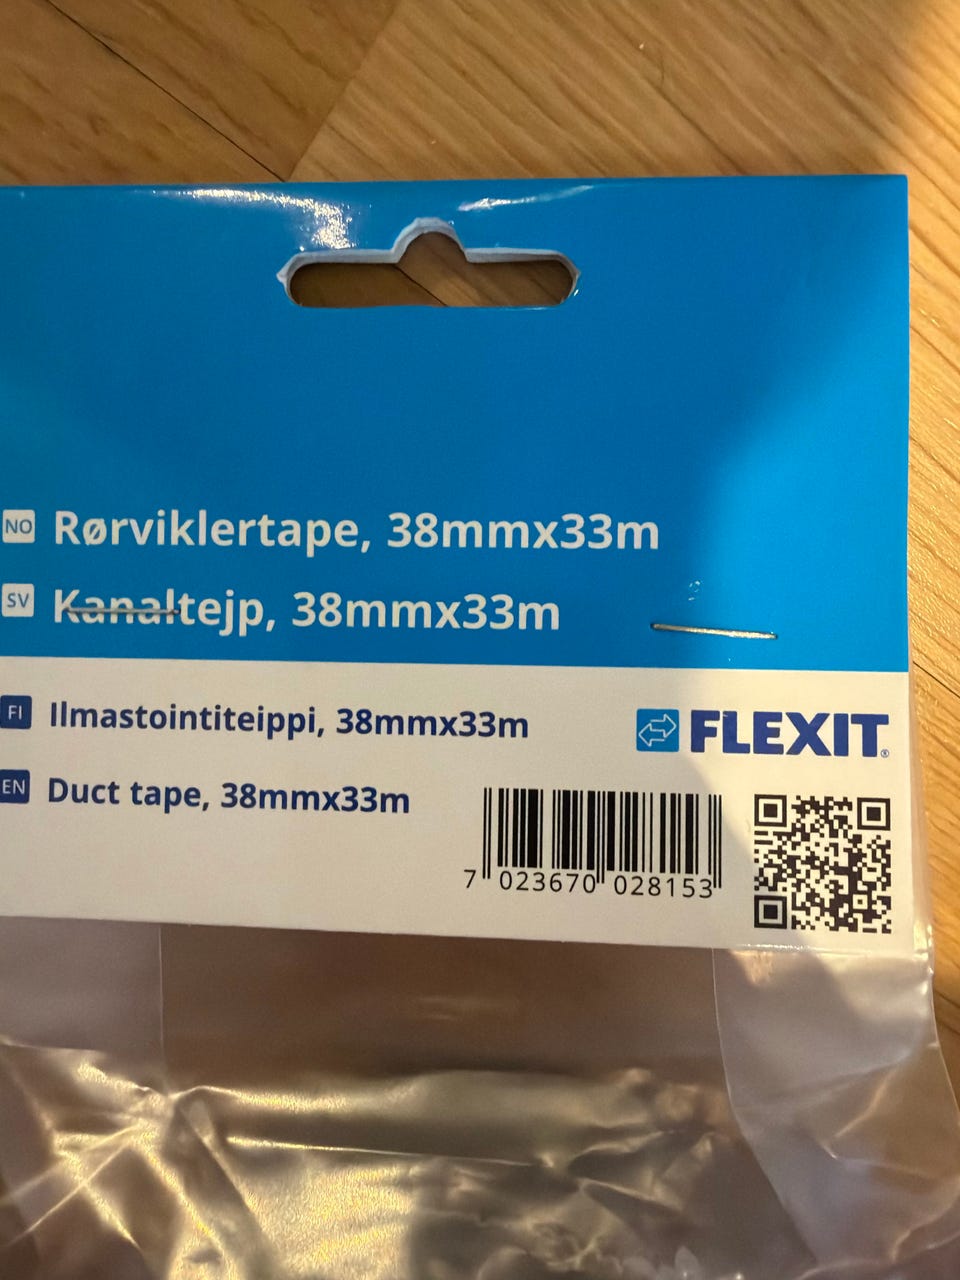 NO Rørviklertape, 38mmx33m
SV Kanaltejp, 38mmx33m
FI Ilmastointiteippi, 38mmx33m
FLEXIT®
EN Duct tape, 38mmx33m
7 023670 028153